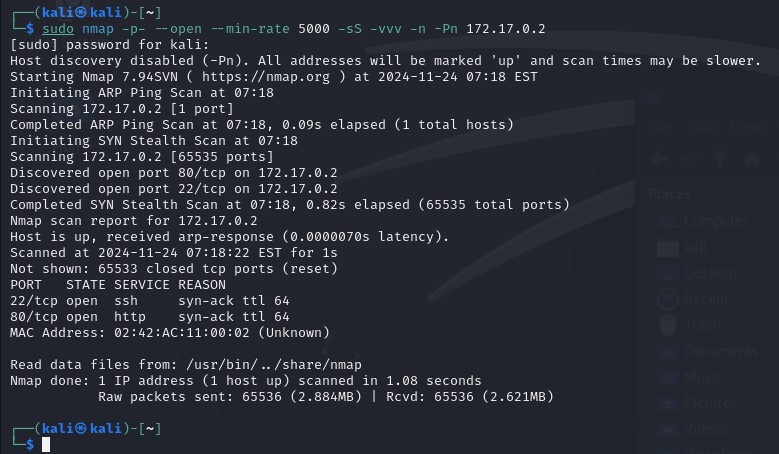 ┌──(kali㉿kali)-[~]
└─$ sudo nmap -p- --open --min-rate 5000 -sS -vvv -n -Pn 172.17.0.2
[sudo] password for kali:
Host discovery disabled (-Pn). All addresses will be marked 'up' and scan times may be slower.
Starting Nmap 7.94SVN ( https://nmap.org ) at 2024-11-24 07:18 EST
Initiating ARP Ping Scan at 07:18
Scanning 172.17.0.2 [1 port]
Completed ARP Ping Scan at 07:18, 0.09s elapsed (1 total hosts)
Initiating SYN Stealth Scan at 07:18
Scanning 172.17.0.2 [65535 ports]
Discovered open port 80/tcp on 172.17.0.2
Discovered open port 22/tcp on 172.17.0.2
Completed SYN Stealth Scan at 07:18, 0.82s elapsed (65535 total ports)
Nmap scan report for 172.17.0.2
Host is up, received arp-response (0.0000070s latency).
Scanned at 2024-11-24 07:18:22 EST for 1s
Not shown: 65533 closed tcp ports (reset)
PORT   STATE SERVICE REASON
22/tcp open  ssh     syn-ack ttl 64
80/tcp open  http    syn-ack ttl 64
MAC Address: 02:42:AC:11:00:02 (Unknown)
Read data files from: /usr/bin/../share/nmap
Nmap done: 1 IP address (1 host up) scanned in 1.08 seconds
           Raw packets sent: 65536 (2.884MB) | Rcvd: 65536 (2.621MB)
┌──(kali㉿kali)-[~]
└─$
File Edit View
Places
Computer
kali
Desktop
Recent
Trash
Documents
Music
Pictures
Videos